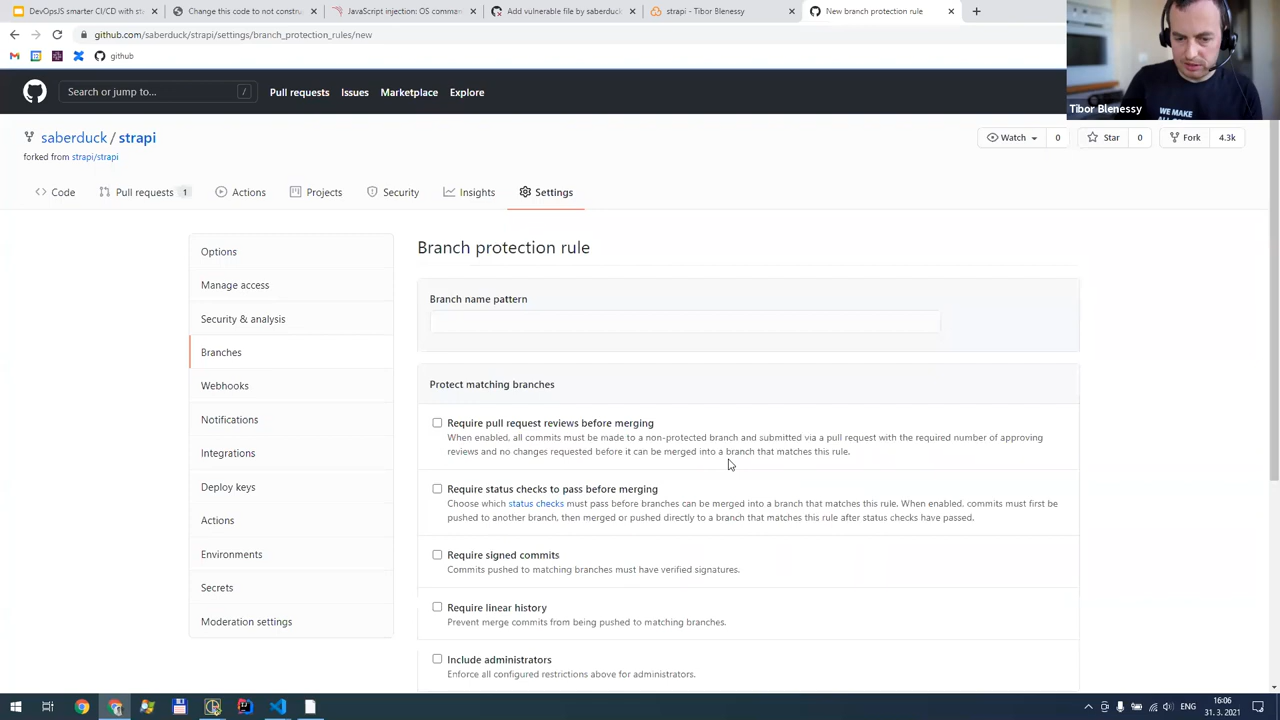 DevOpsJS smarter CI/CD with st
Change this code to not constru
JavaScript injection: OS comman
Add vulnerable file by saberduck
strapi - Tibor Blenessy
New branch protection rule
github.com/saberduck/strapi/settings/branch_protection_rules/new
github
Search or jump to...
/
Pull requests
Issues
Marketplace
Explore
Tibor Blenessy
WE MAKE
saberduck / strapi
forked from strapi/strapi
Watch
0
Star
0
Fork
4.3k
Code
Pull requests 1
Actions
Projects
Security
Insights
Settings
Options
Manage access
Security & analysis
Branches
Webhooks
Notifications
Integrations
Deploy keys
Actions
Environments
Secrets
Moderation settings
Branch protection rule
Branch name pattern
Protect matching branches
Require pull request reviews before merging
When enabled, all commits must be made to a non-protected branch and submitted via a pull request with the required number of approving
reviews and no changes requested before it can be merged into a branch that matches this rule.
Require status checks to pass before merging
Choose which status checks must pass before branches can be merged into a branch that matches this rule. When enabled, commits must first be
pushed to another branch, then merged or pushed directly to a branch that matches this rule after status checks have passed.
Require signed commits
Commits pushed to matching branches must have verified signatures.
Require linear history
Prevent merge commits from being pushed to matching branches.
Include administrators
Enforce all configured restrictions above for administrators.
ENG
16:06
31. 3. 2021